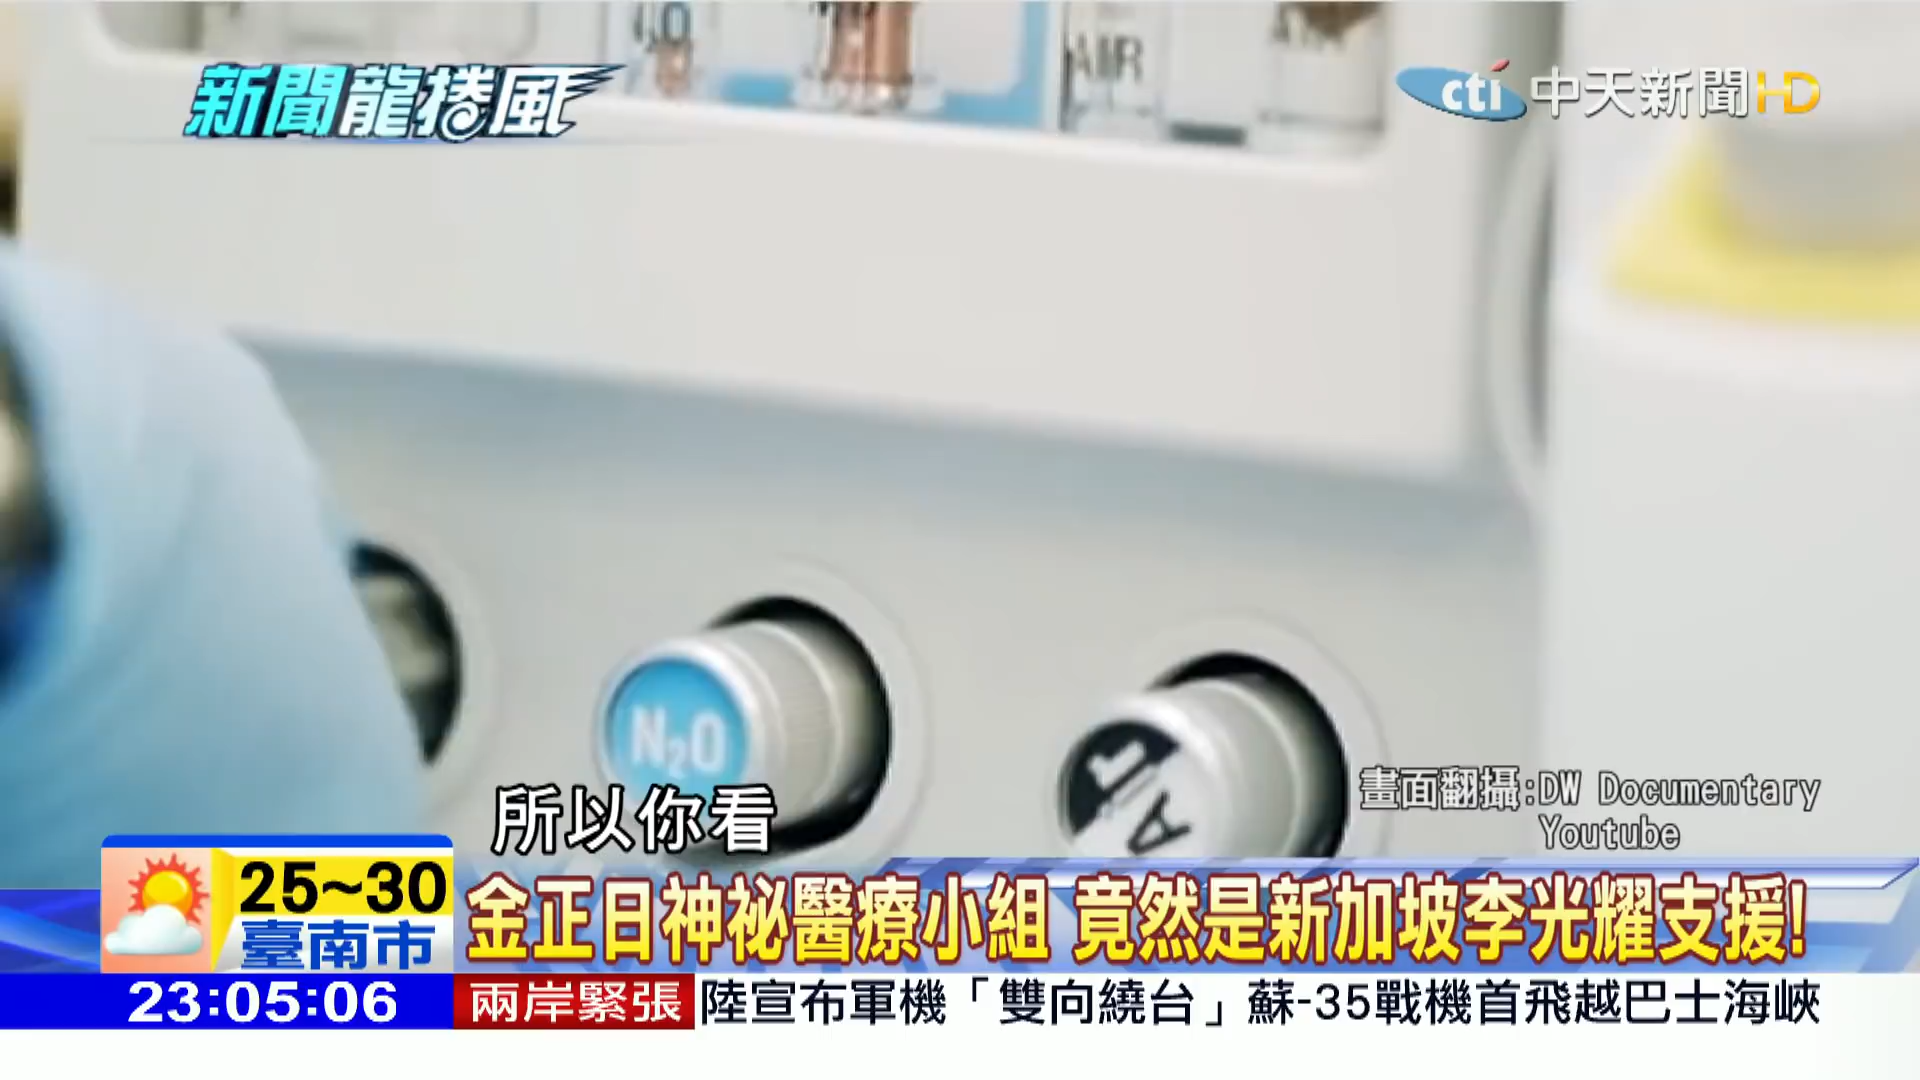 N2O
AIR
新聞龍捲風
cti 中天新聞HD
N2O
AIR
所以你看
畫面翻攝:DW Documentary
Youtube
25~30
臺南市
金正日神祕醫療小組 竟然是新加坡李光耀支援!
23:05:06
兩岸緊張
陸宣布軍機「雙向繞台」蘇-35戰機首飛越巴士海峽